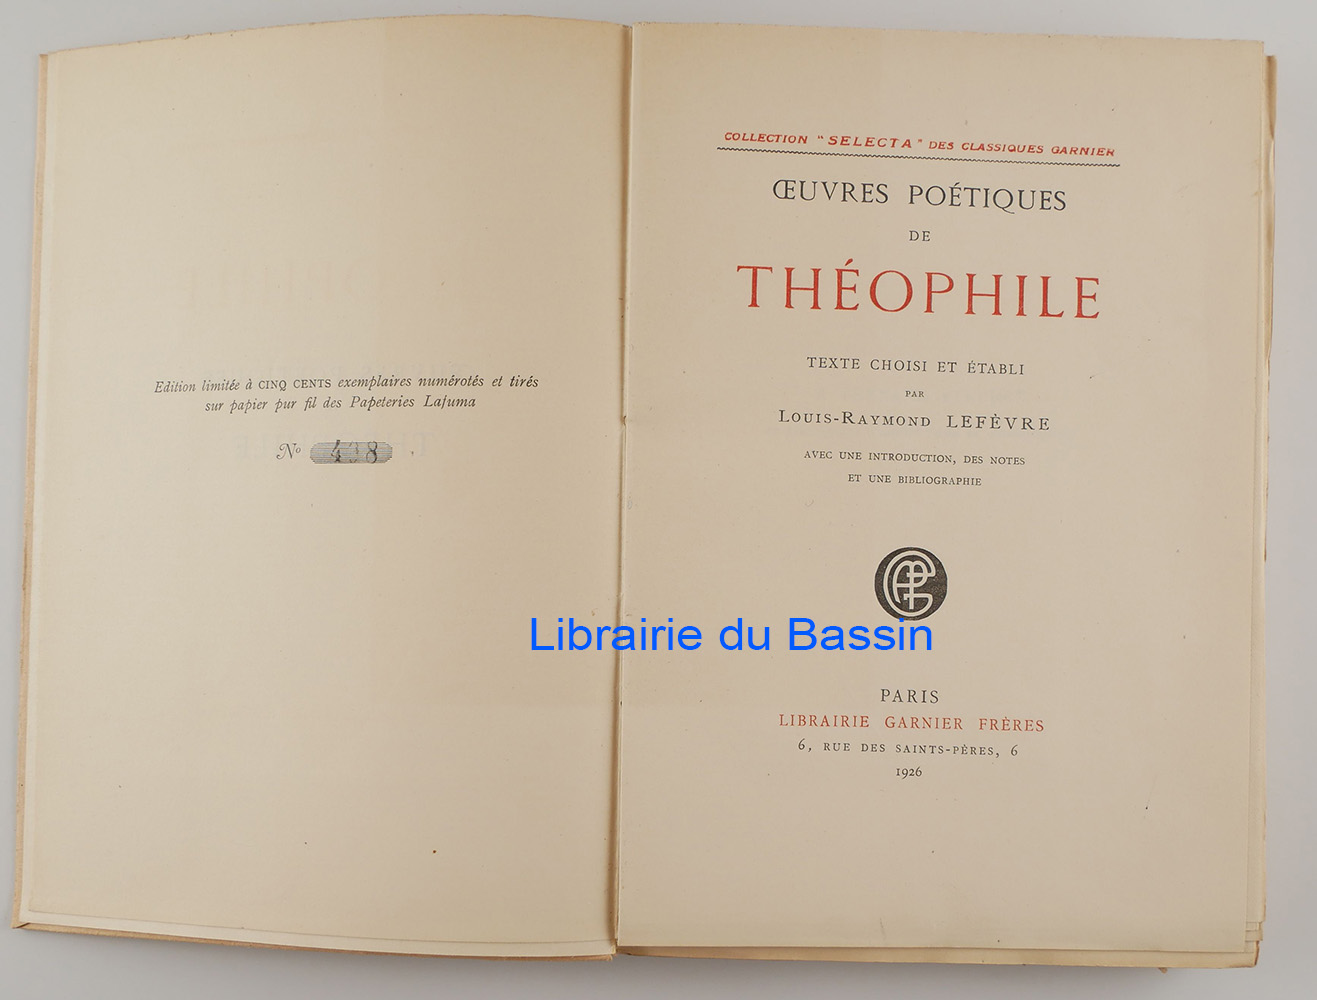 Edition limitée à CINQ CENTS exemplaires numérotés et tirés
sur papier pur fil des Papeteries Lafuma
Nº 438
COLLECTION "SELECTA" DES CLASSIQUES GARNIER
ŒUVRES POÉTIQUES
DE
THÉOPHILE
TEXTE CHOISI ET ÉTABLI
PAR
LOUIS-RAYMOND LEFÈVRE
AVEC UNE INTRODUCTION, DES NOTES
ET UNE BIBLIOGRAPHIE
Librairie du Bassin
PARIS
LIBRAIRIE GARNIER FRÈRES
6, RUE DES SAINTS-PÈRES, 6
1926